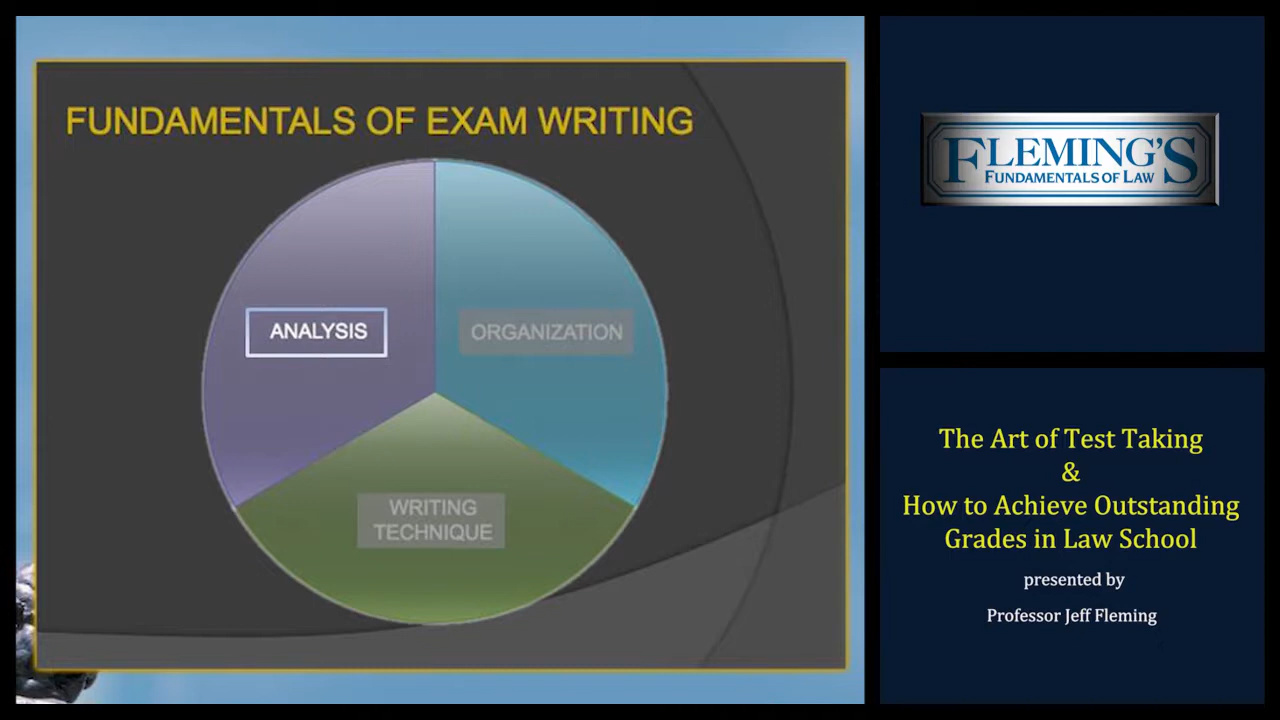 FUNDAMENTALS OF EXAM WRITING
ANALYSIS
ORGANIZATION
WRITING
TECHNIQUE
FLEMING'S
FUNDAMENTALS OF LAW
The Art of Test Taking
&
How to Achieve Outstanding
Grades in Law School
presented by
Professor Jeff Fleming